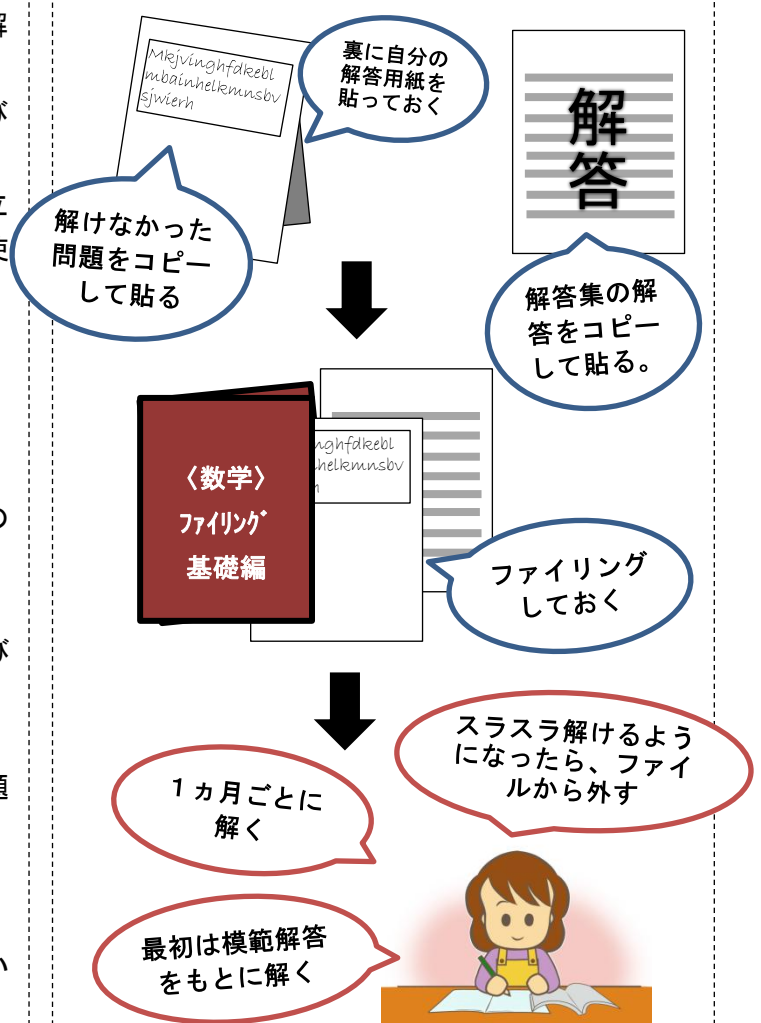 Mkjvinghfdkebl
mbainhelkmnsbv
sjwierh
裏に自分の
解答用紙を
貼っておく
解答
解けなかった
問題をコピー
して貼る
解答集の解
答をコピー
して貼る。
〈数学〉
ﾌｧｲﾘﾝｸﾞ
基礎編
nghfdkebl
helkmnsbv
ファイリング
しておく
スラスラ解けるよう
になったら、ファイ
ルから外す
１ヵ月ごとに
解く
最初は模範解答
をもとに解く